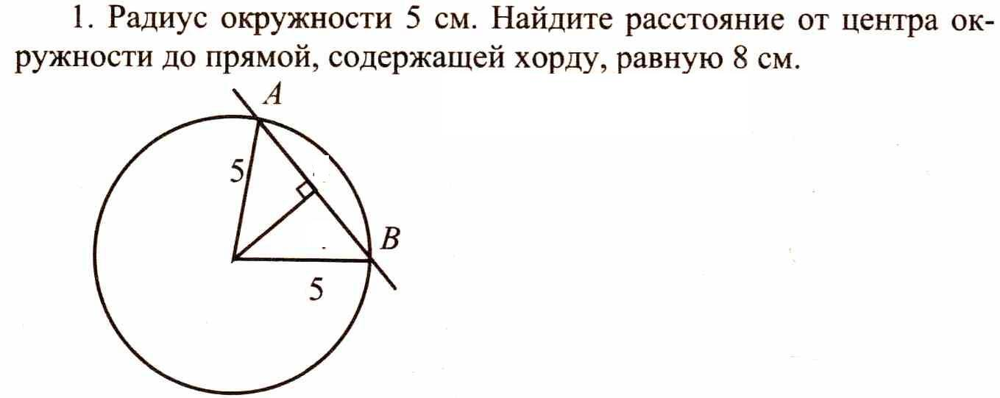 1. Радиус окружности 5 см. Найдите расстояние от центра ок-
ружности до прямой, содержащей хорду, равную 8 см.
A
5
B
5